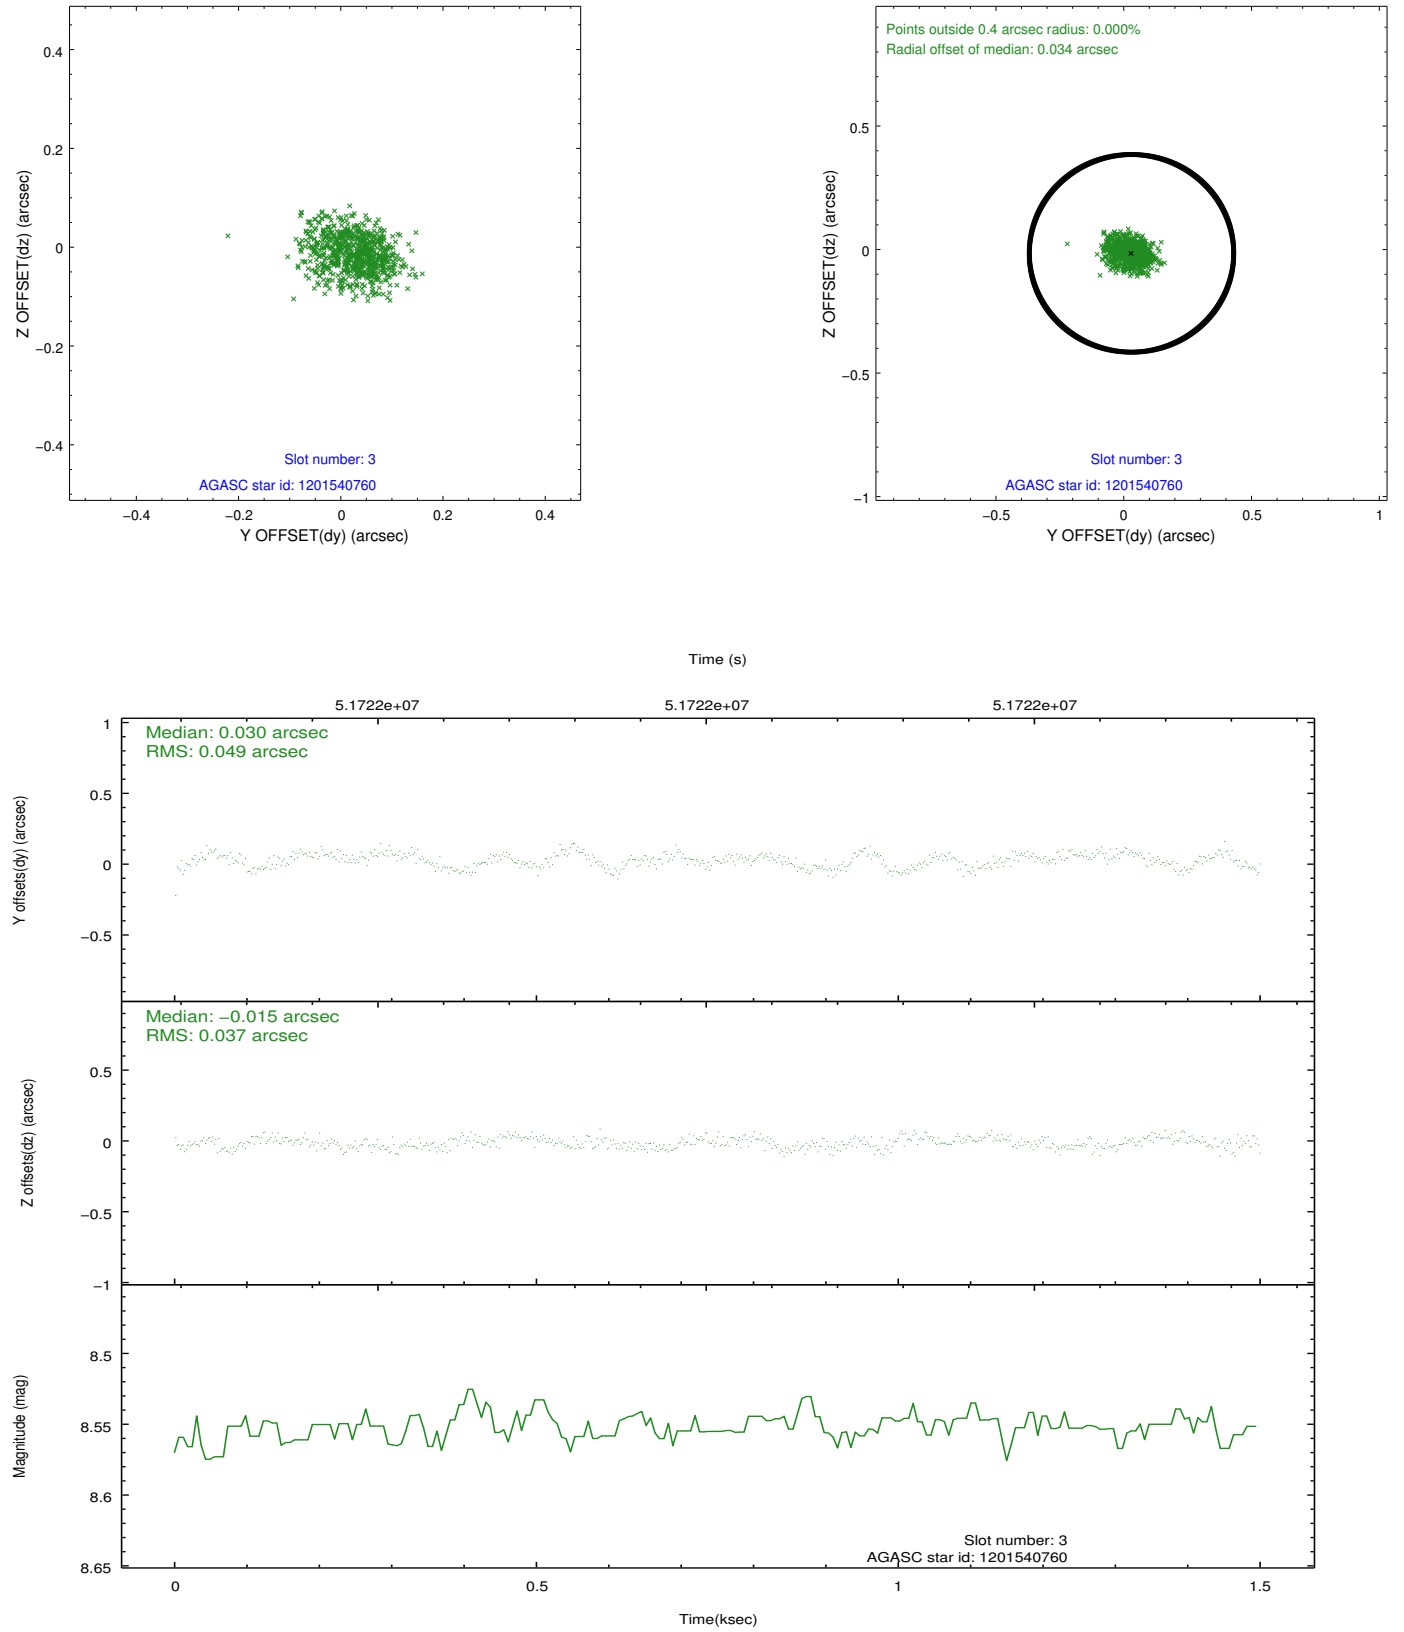 0.4
0.2
0
−0.2
−0.4
Z OFFSET(dz) (arcsec)
Slot number: 3
AGASC star id: 1201540760
−0.4
−0.2
0
0.2
0.4
Y OFFSET(dy) (arcsec)
Points outside 0.4 arcsec radius: 0.000%
Radial offset of median: 0.034 arcsec
0.5
0
−0.5
−1
Z OFFSET(dz) (arcsec)
Slot number: 3
AGASC star id: 1201540760
−0.5
0
0.5
1
Y OFFSET(dy) (arcsec)
Time (s)
5.1722e+07
5.1722e+07
5.1722e+07
Median: 0.030 arcsec
RMS: 0.049 arcsec
1
0.5
0
−0.5
Y offsets(dy) (arcsec)
Median: −0.015 arcsec
RMS: 0.037 arcsec
0.5
0
−0.5
−1
Z offsets(dz) (arcsec)
8.5
8.55
8.6
8.65
Magnitude (mag)
Slot number: 3
AGASC star id: 1201540760
0
0.5
1
1.5
Time(ksec)